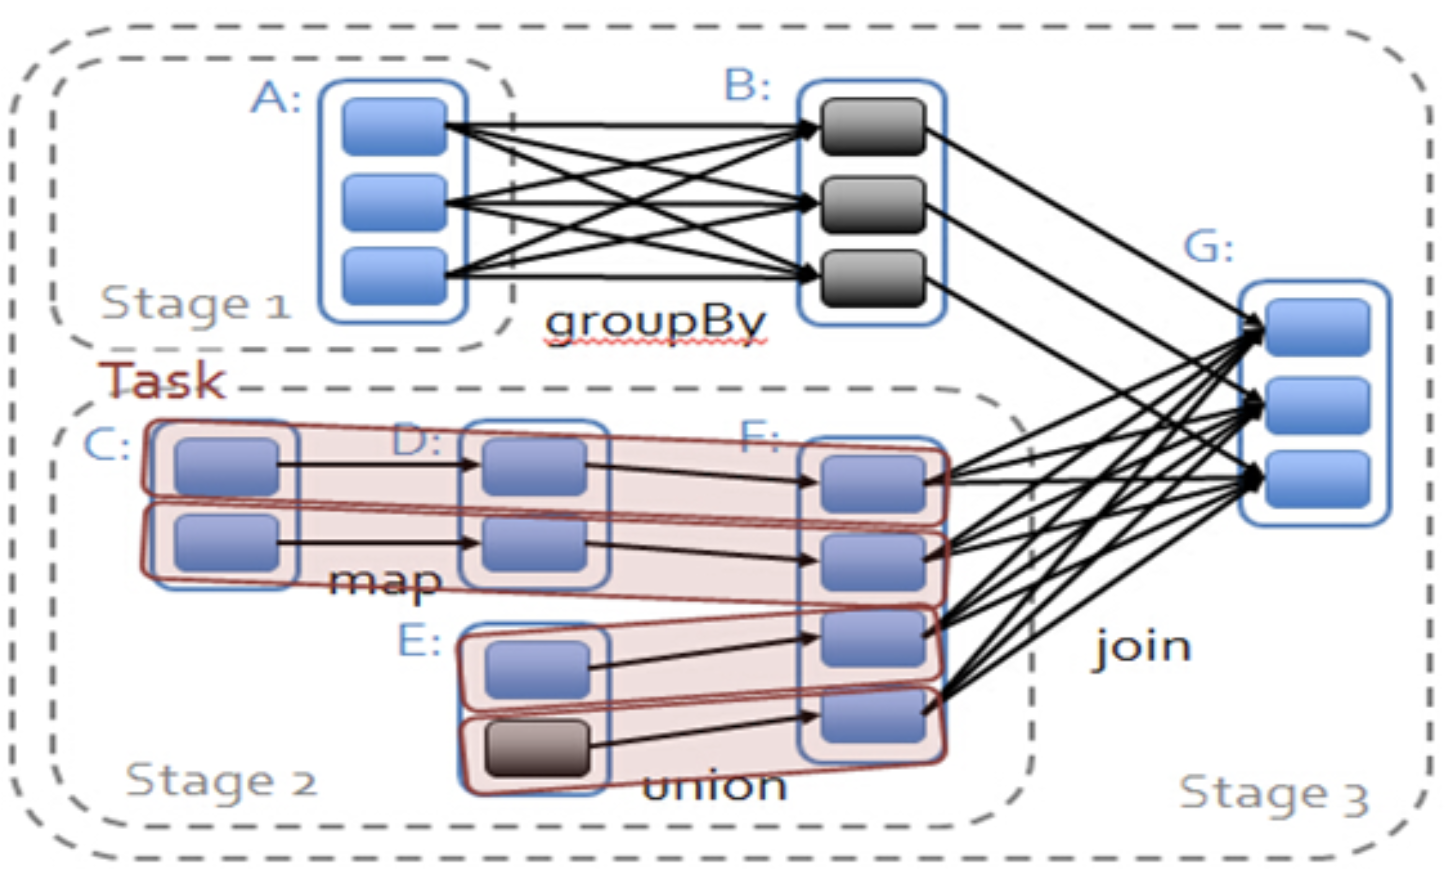 A:
B:
G:
Stage 1
groupBy
Task
C:
D:
F:
map
E:
join
Stage 2
union
Stage 3